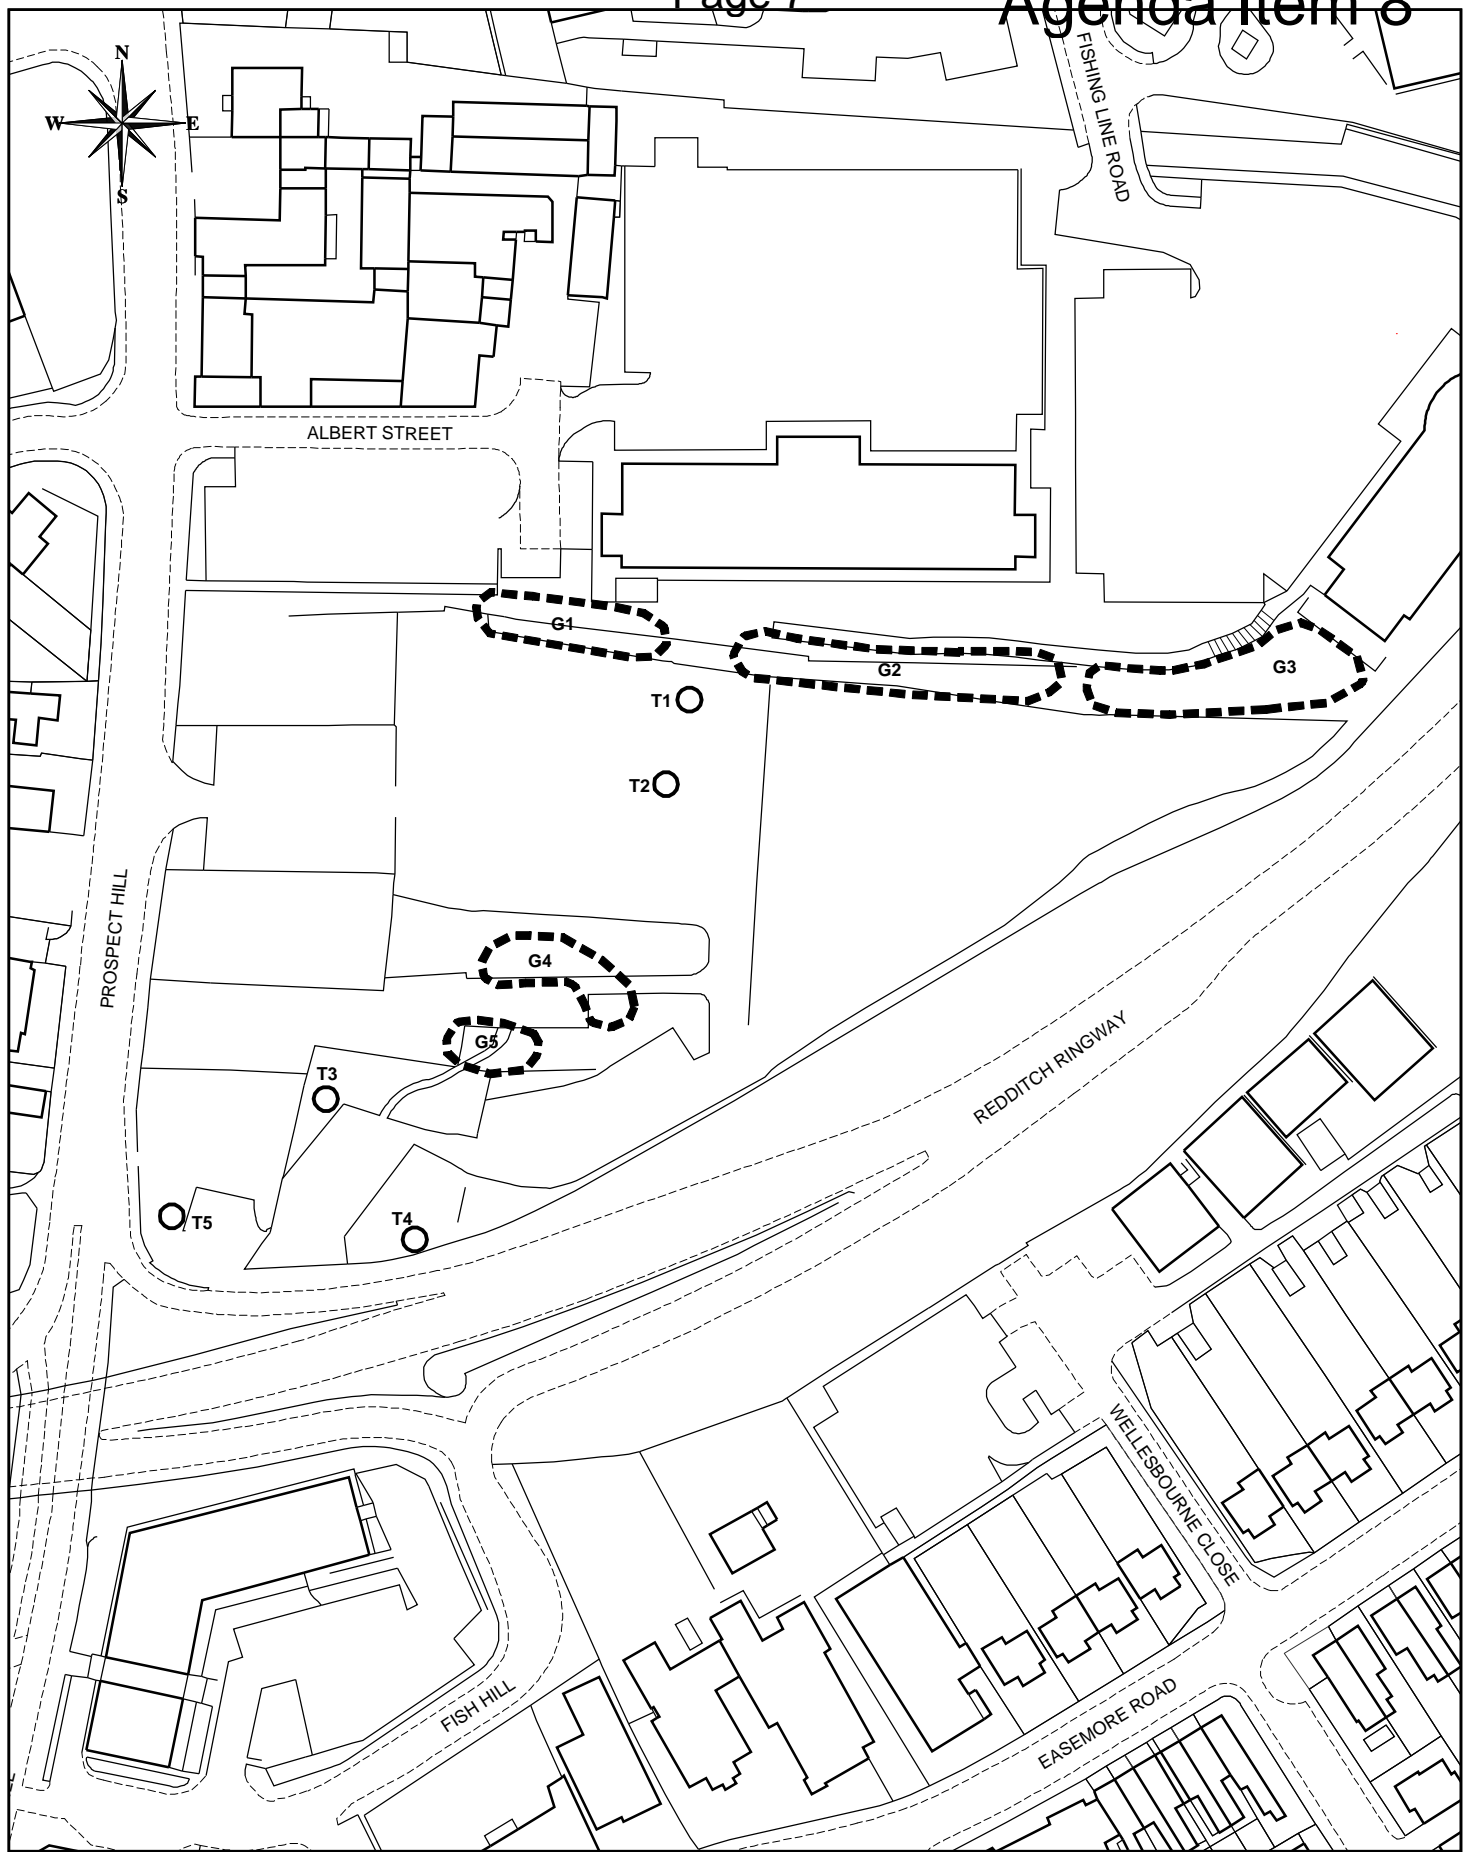 Page 7
Agenda Item 8
N
W E
S
FISHING LINE ROAD
ALBERT STREET
G1
G2
G3
T1
T2
PROSPECT HILL
G4
G5
T3
REDDITCH RINGWAY
T5
T4
WELLESBOURNE CLOSE
FISH HILL
EASEMORE ROAD